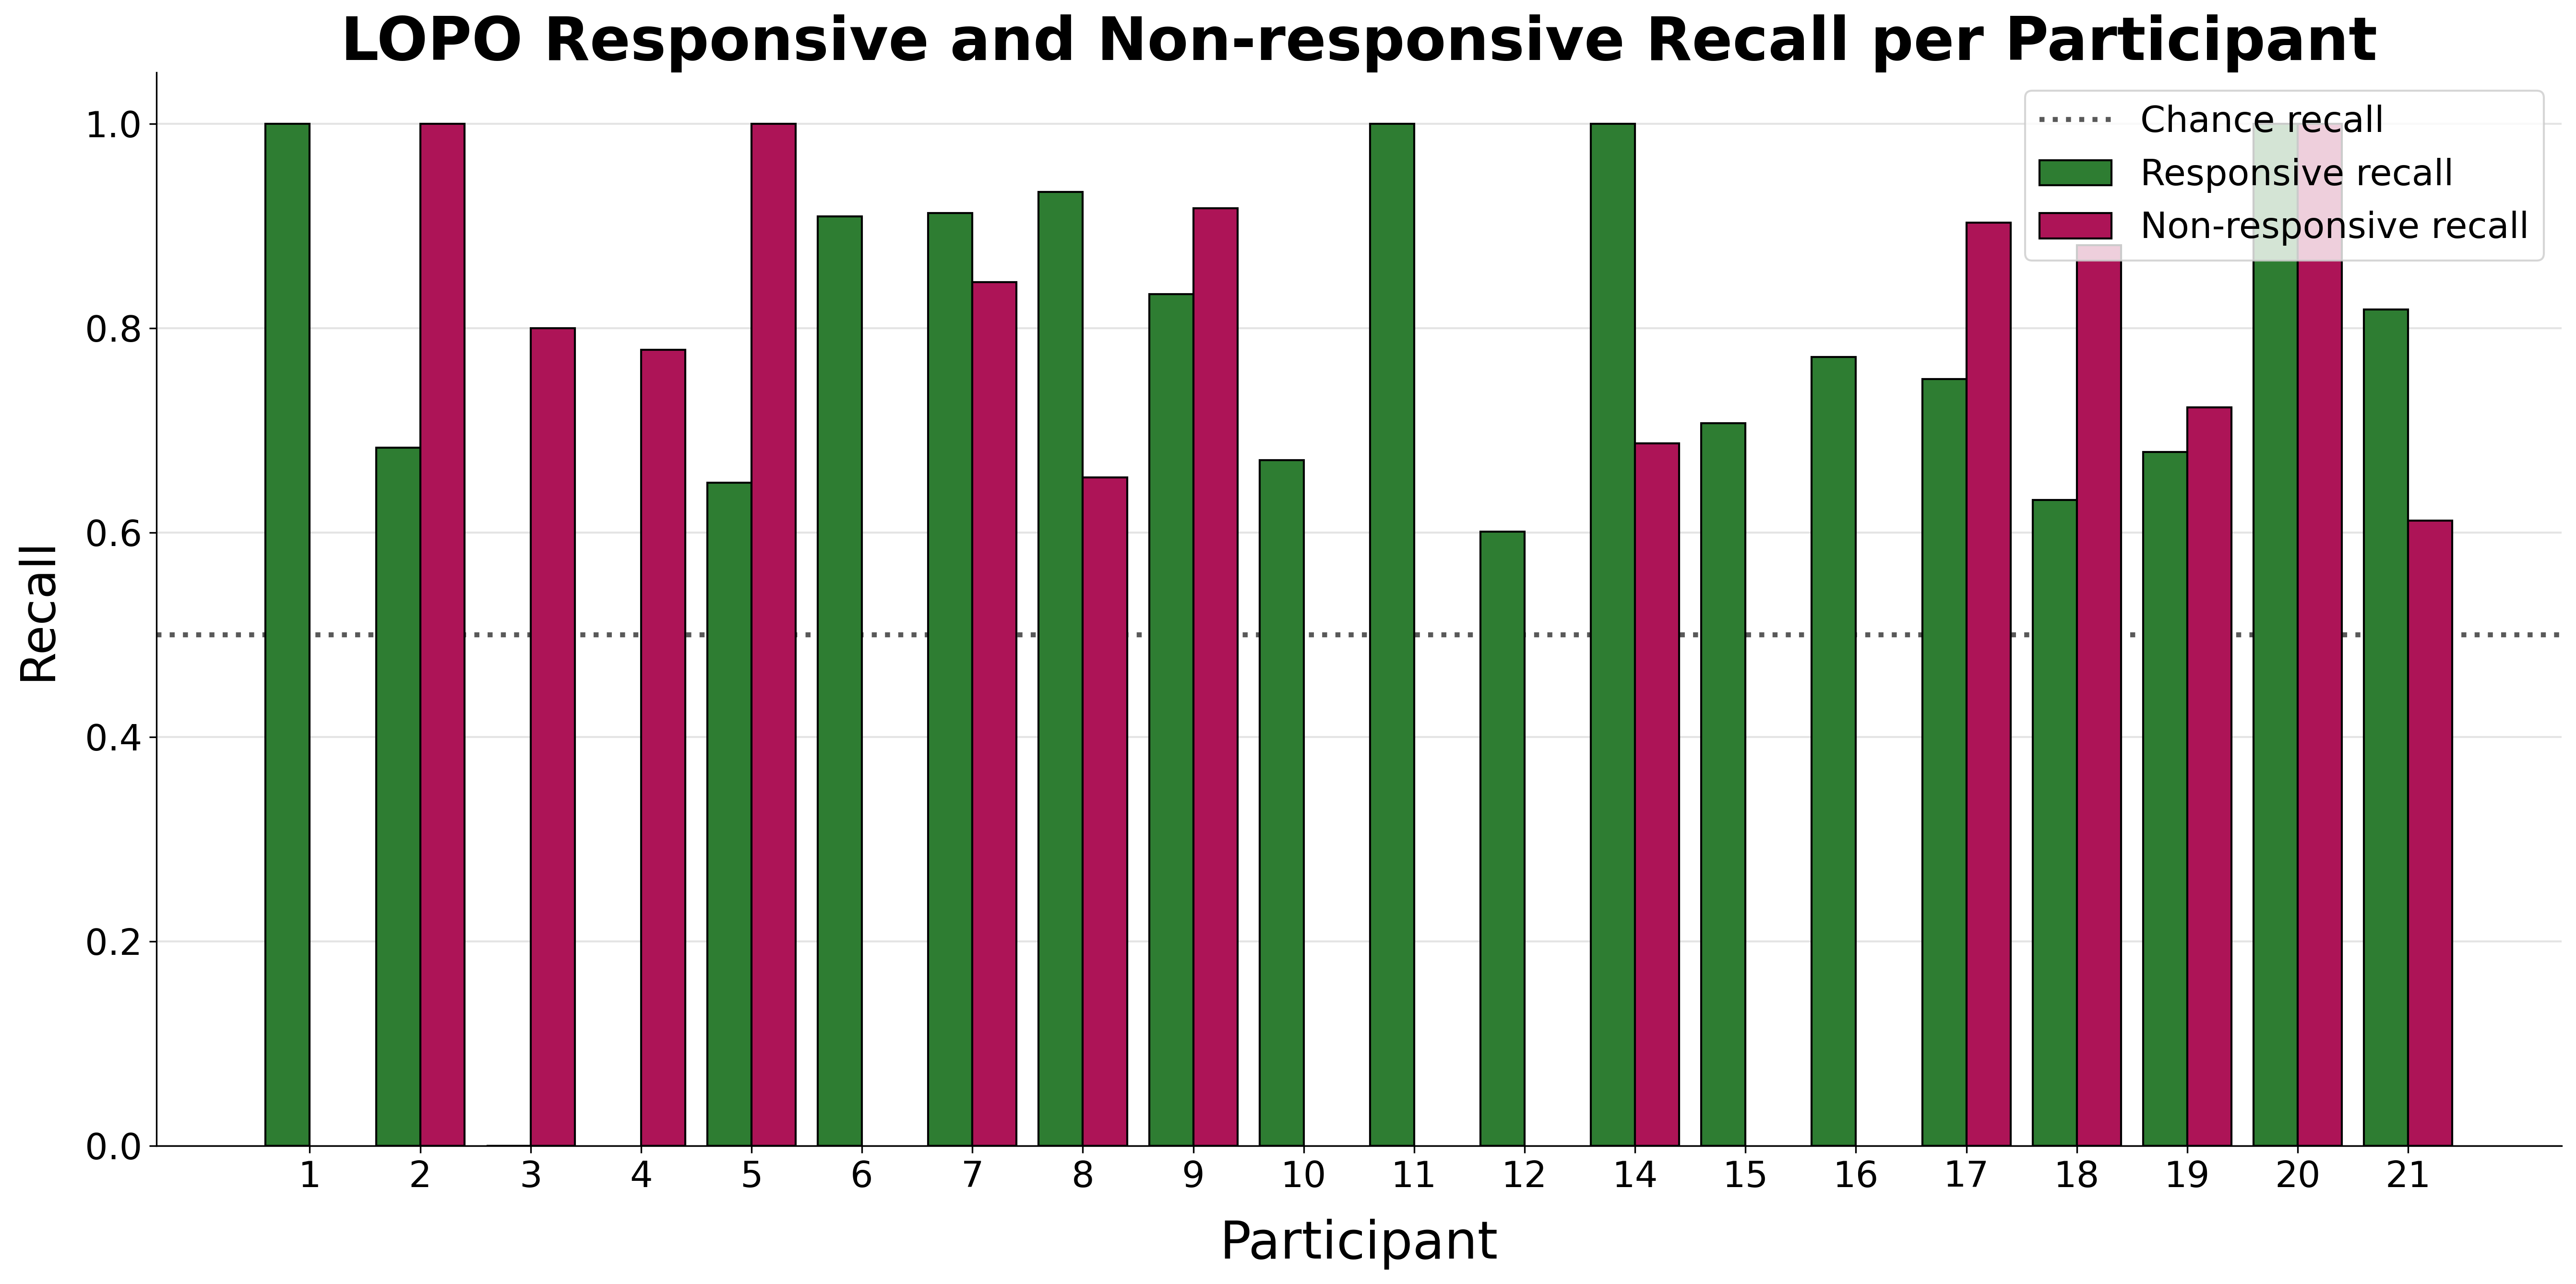 LOPO Responsive and Non-responsive Recall per Participant
Chance recall
Responsive recall
Non-responsive recall
Recall
1.0
0.8
0.6
0.4
0.2
0.0
1 2 3 4 5 6 7 8 9 10 11 12 14 15 16 17 18 19 20 21
Participant